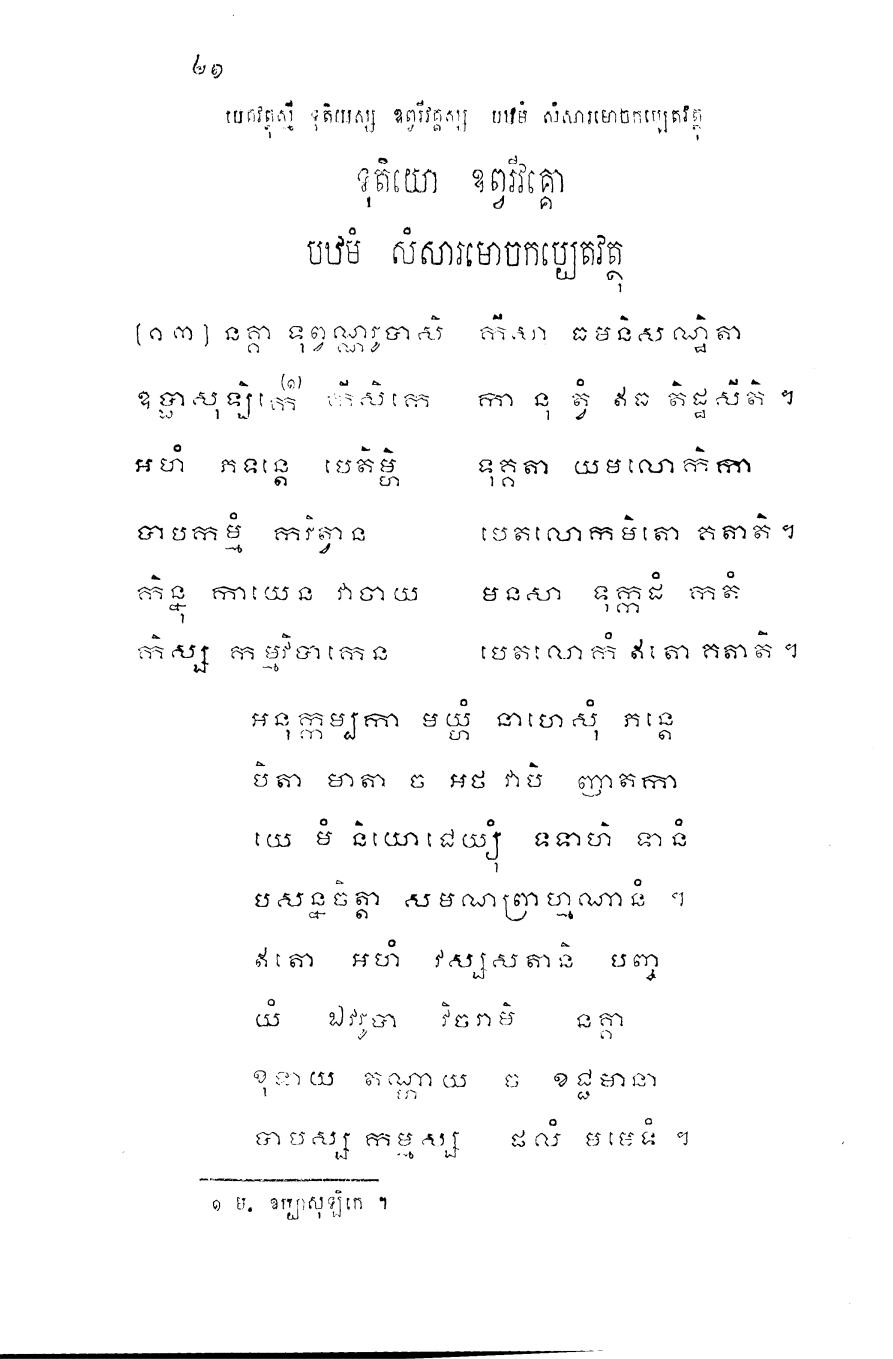 ៤១
បេតវត្ថុស្មឹ ទុតិយស្ស ឧព្វរីវគ្គស្ស បឋមំ សំសារមោចកប្បេតវត្ថុ
ទុតិយោ ឧព្វរីវគ្គោ
បឋមំ សំសារមោចកប្បេតវត្ថុ
[១៣] នគ្គា ទុព្វណ្ណរូបាសិ កីសា ធមនិសណ្ឋិតា
ឧប្ផាសុឡិកេ (១) កីសិកេ កា នុ ត្វំ ឥធ តិដ្ឋសីតិ ។
អហំ ភទន្តេ បេតិម្ហិ ទុគ្គតា យមលោកិកា
បាបកម្មំ ករិត្វាន បេតលោកមិតោ គតាតិ។
កិន្នុ កាយេន វាចាយ មនសា ទុក្កដំ កតំ
កិស្ស កម្មវិបាកេន បេតលោកំ ឥតោ គតាតិ ។
អនុក្កម្បកា មយ្ហំ នាហេសុំ ភន្តេ
បិតា មាតា ច អថ វាបិ ញាតកា
យេ មំ និយោជេយ្យុំ ទទាហិ ទានំ
បសន្នចិត្តា សមណព្រាហ្មណានំ ។
ឥតោ អហំ វស្សសតានិ បញ្ច
យំ ឯវរូបា វិចរាមិ នគ្គា
ខុទាយ តណ្ហាយ ច ខជ្ជមានា
បាបស្ស កម្មស្ស ផលំ មមេទំ ។
១ ម. ឧប្ផាសុឡិកេ ។